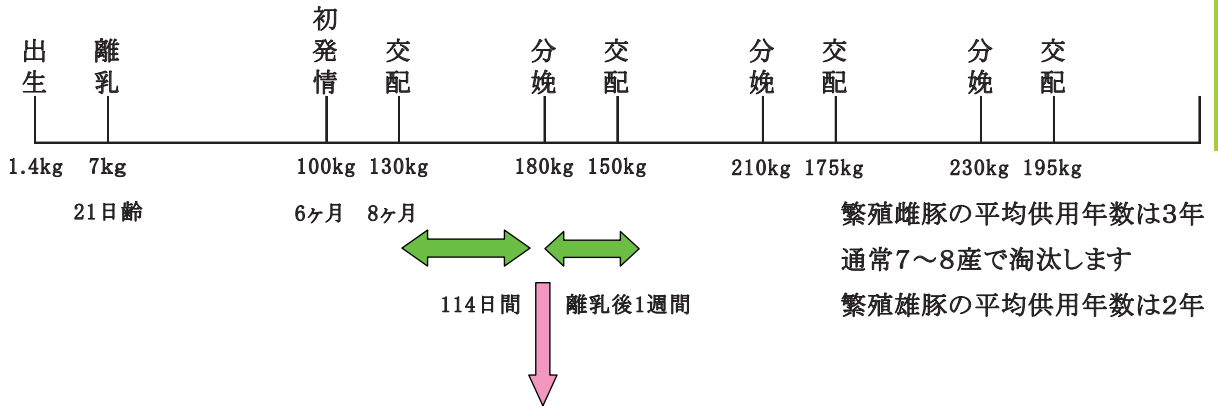 出生
離乳
初発情
交配
分娩
交配
分娩
交配
分娩
交配
1.4kg 7kg 100kg 130kg 180kg 150kg 210kg 175kg 230kg 195kg
21日齢 6ヶ月 8ヶ月
繁殖雌豚の平均供用年数は3年
通常7～8産で淘汰します
114日間 離乳後1週間
繁殖雄豚の平均供用年数は2年